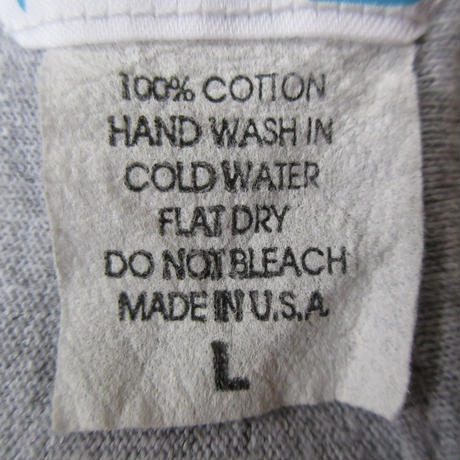 100% COTTON
HAND WASH IN
COLD WATER
FLAT DRY
DO NOT BLEACH
MADE IN U.S.A.
L